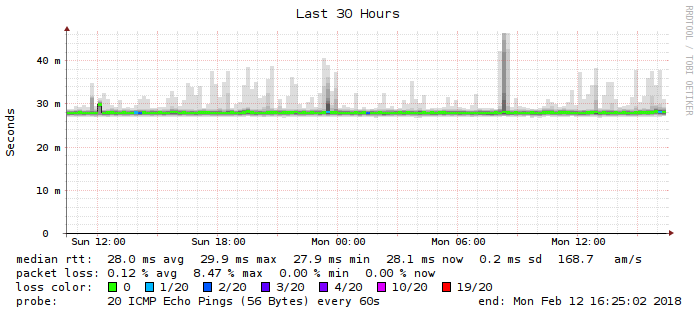 Last 30 Hours
RRDTOOL / TOBI OETIKER
Seconds
40 m
30 m
20 m
10 m
0
Sun 12:00 Sun 18:00 Mon 00:00 Mon 06:00 Mon 12:00
median rtt: 28.0 ms avg 29.9 ms max 27.9 ms min 28.1 ms now 0.2 ms sd 168.7 am/s
packet loss: 0.12 % avg 8.47 % max 0.00 % min 0.00 % now
loss color: 0 1/20 2/20 3/20 4/20 10/20 19/20
probe: 20 ICMP Echo Pings (56 Bytes) every 60s end: Mon Feb 12 16:25:02 2018